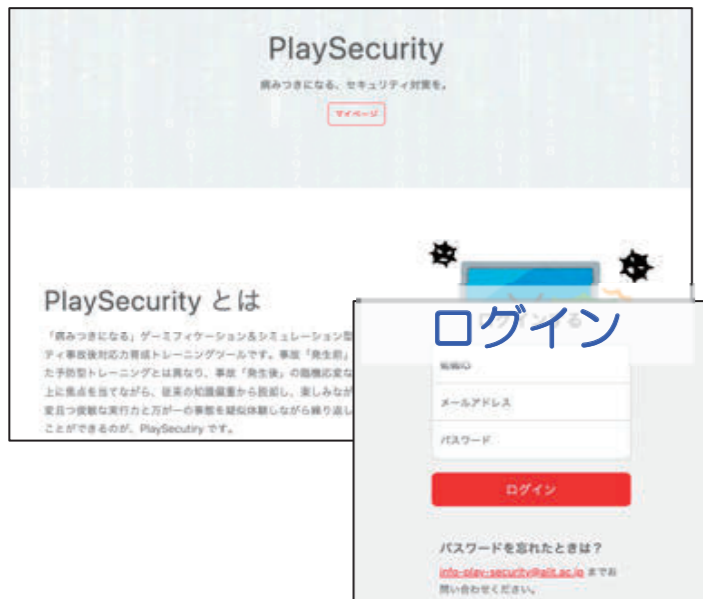 PlaySecurity
病みつきになる、セキュリティ対策を。
マイページ
PlaySecurity とは
「病みつきになる」ゲーミフィケーション＆シミュレーション型
ティ事故後対応力育成トレーニングツールです。事故「発生前」
た予防型トレーニングとは異なり、事故「発生後」の臨機応変な
上に焦点を当てながら、従来の知識偏重から脱却し、楽しみなが
変且つ俊敏な実行力と万が一の事態を疑似体験しながら繰り返し
ことができるのが、PlaySecutiry です。
ログイン
メールアドレス
パスワード
ログイン
パスワードを忘れたときは？
info-play-security@aiit.ac.jp までお
問い合わせください。